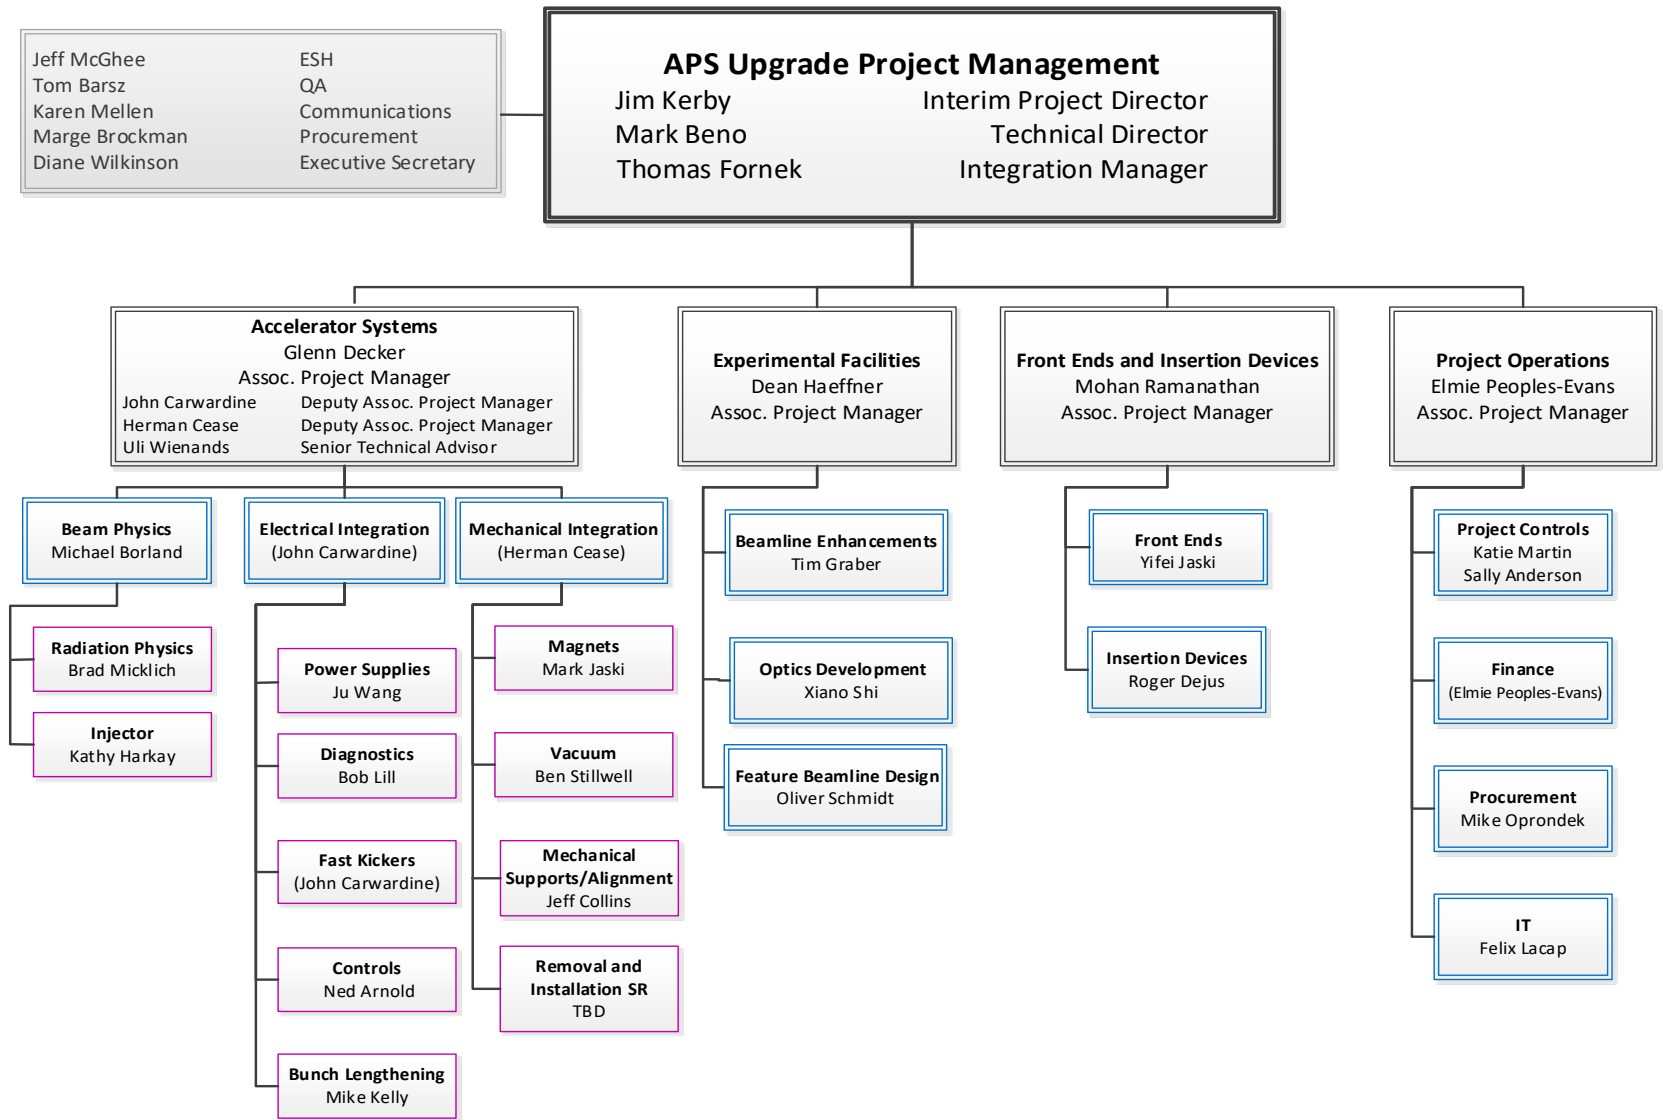 Jeff McGhee ESH
Tom Barsz QA
Karen Mellen Communications
Marge Brockman Procurement
Diane Wilkinson Executive Secretary
APS Upgrade Project Management
Jim Kerby Interim Project Director
Mark Beno Technical Director
Thomas Fornek Integration Manager
Accelerator Systems
Glenn Decker
Assoc. Project Manager
John Carwardine Deputy Assoc. Project Manager
Herman Cease Deputy Assoc. Project Manager
Uli Wienands Senior Technical Advisor
Experimental Facilities
Dean Haeffner
Assoc. Project Manager
Front Ends and Insertion Devices
Mohan Ramanathan
Assoc. Project Manager
Project Operations
Elmie Peoples-Evans
Assoc. Project Manager
Beam Physics
Michael Borland
Radiation Physics
Brad Micklich
Injector
Kathy Harkay
Electrical Integration
(John Carwardine)
Power Supplies
Ju Wang
Diagnostics
Bob Lill
Fast Kickers
(John Carwardine)
Controls
Ned Arnold
Bunch Lengthening
Mike Kelly
Mechanical Integration
(Herman Cease)
Magnets
Mark Jaski
Vacuum
Ben Stillwell
Mechanical
Supports/Alignment
Jeff Collins
Removal and
Installation SR
TBD
Beamline Enhancements
Tim Graber
Optics Development
Xiano Shi
Feature Beamline Design
Oliver Schmidt
Front Ends
Yifei Jaski
Insertion Devices
Roger Dejus
Project Controls
Katie Martin
Sally Anderson
Finance
(Elmie Peoples-Evans)
Procurement
Mike Oprondek
IT
Felix Lacap